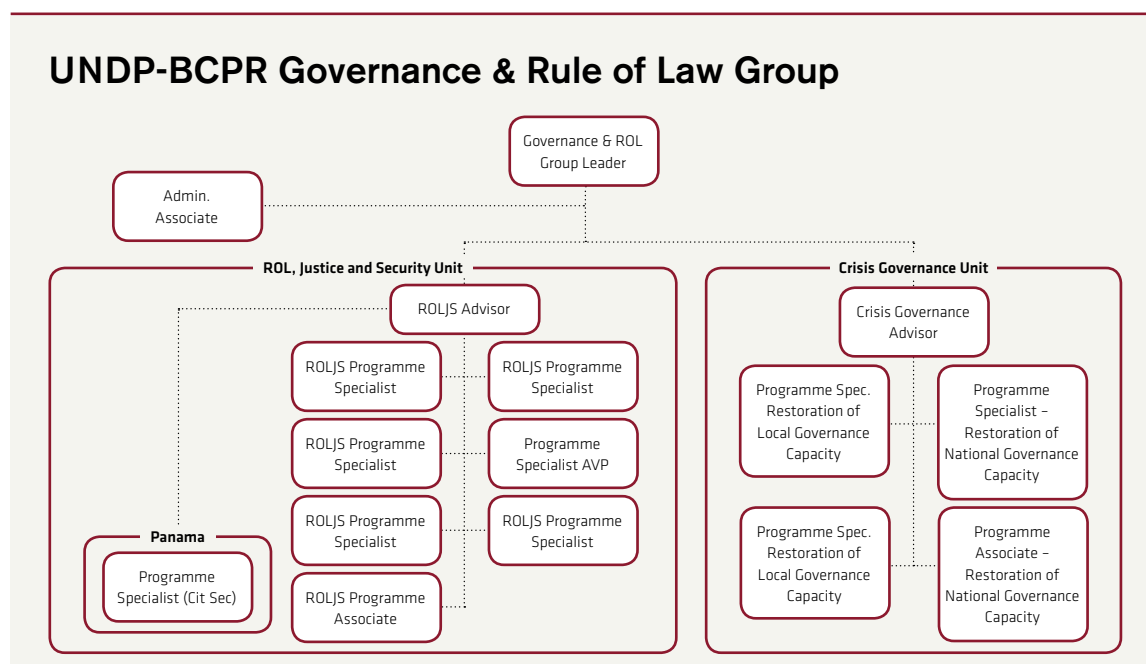 UNDP-BCPR Governance & Rule of Law Group
Governance & ROL
Group Leader
Admin.
Associate
ROL, Justice and Security Unit
ROLJS Advisor
ROLJS Programme
Specialist
ROLJS Programme
Specialist
ROLJS Programme
Specialist
Programme
Specialist AVP
ROLJS Programme
Specialist
ROLJS Programme
Specialist
ROLJS Programme
Associate
Panama
Programme
Specialist (Cit Sec)
Crisis Governance Unit
Crisis Governance
Advisor
Programme Spec.
Restoration of
Local Governance
Capacity
Programme
Specialist –
Restoration of
National Governance
Capacity
Programme Spec.
Restoration of
Local Governance
Capacity
Programme
Associate –
Restoration of
National Governance
Capacity